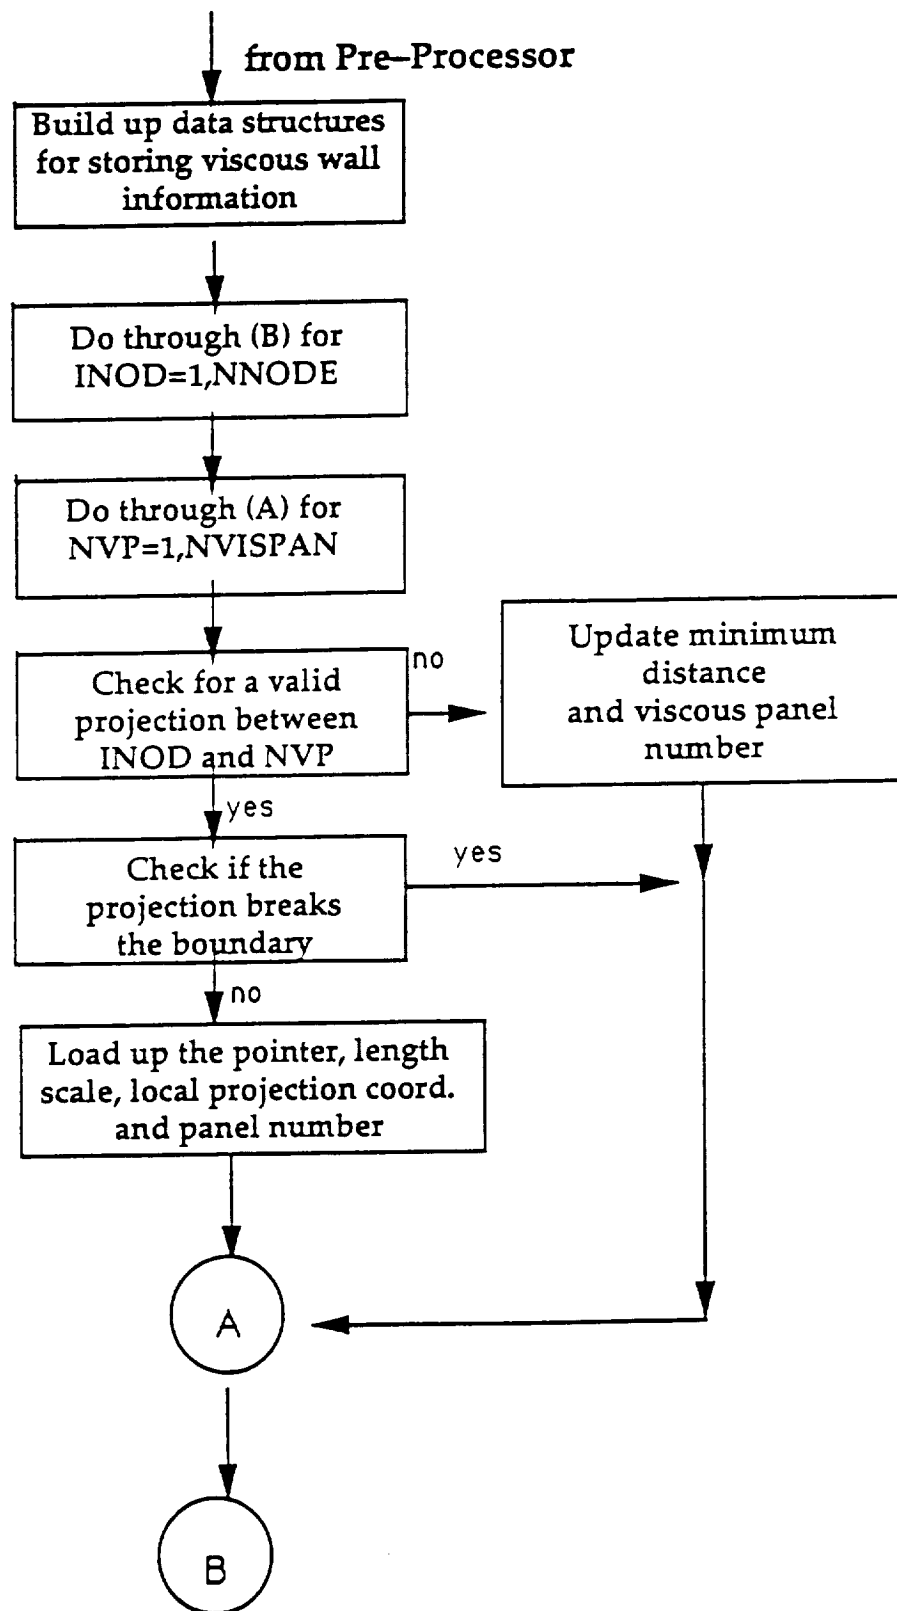 from Pre–Processor
Build up data structures
for storing viscous wall
information
Do through (B) for
INOD=1,NNODE
Do through (A) for
NVP=1,NVISPAN
Check for a valid
projection between
INOD and NVP
no
Update minimum
distance
and viscous panel
number
yes
Check if the
projection breaks
the boundary
yes
no
Load up the pointer, length
scale, local projection coord.
and panel number
A
B